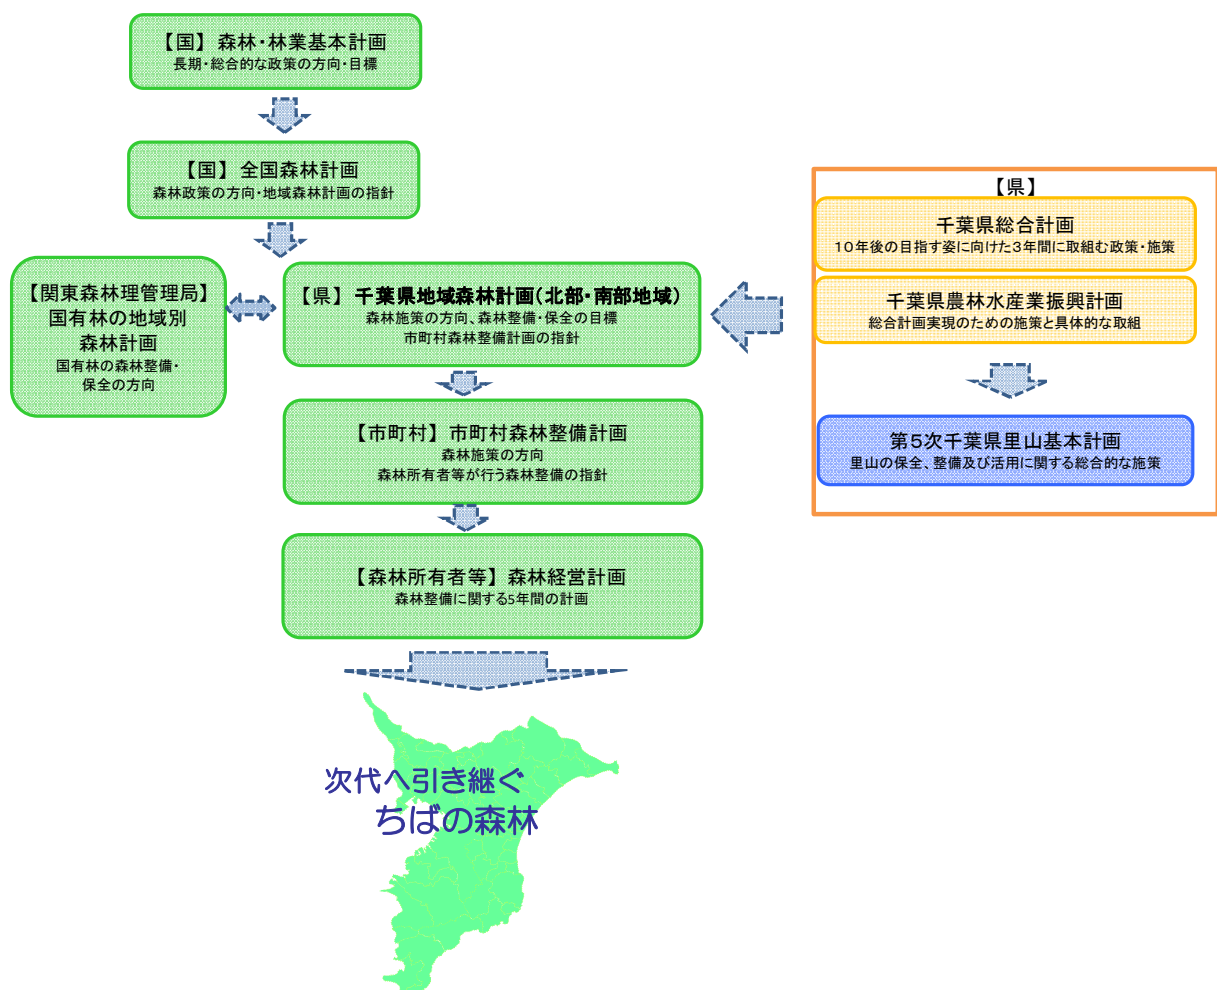 【国】 森林・林業基本計画
長期・総合的な政策の方向・目標
【国】 全国森林計画
森林政策の方向・地域森林計画の指針
【関東森林理管理局】
国有林の地域別
森林計画
国有林の森林整備・
保全の方向
【県】 千葉県地域森林計画(北部・南部地域)
森林施策の方向、森林整備・保全の目標
市町村森林整備計画の指針
【市町村】 市町村森林整備計画
森林施策の方向
森林所有者等が行う森林整備の指針
【森林所有者等】 森林経営計画
森林整備に関する5年間の計画
【県】
千葉県総合計画
10年後の目指す姿に向けた3年間に取組む政策・施策
千葉県農林水産業振興計画
総合計画実現のための施策と具体的な取組
第5次千葉県里山基本計画
里山の保全、整備及び活用に関する総合的な施策
次代へ引き継ぐ
ちばの森林